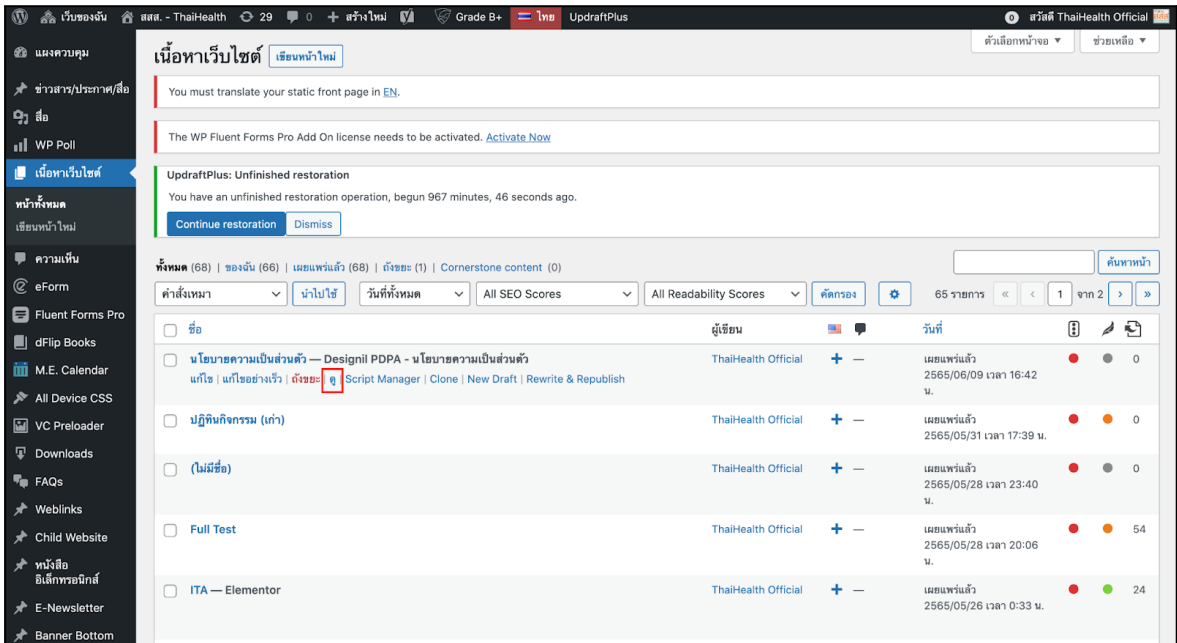 เว็บของฉัน สสส. - ThaiHealth 29 0 + สร้างใหม่ Grade B+ ไทย UpdraftPlus 0 สวัสดี ThaiHealth Official
ตัวเลือกหน้าจอ ช่วยเหลือ
แผงควบคุม
ข่าวสาร/ประกาศ/สื่อ
สื่อ
WP Poll
เนื้อหาเว็บไซต์
หน้าทั้งหมด
เขียนหน้าใหม่
ความเห็น
eForm
Fluent Forms Pro
dFlip Books
M.E. Calendar
All Device CSS
VC Preloader
Downloads
FAQs
Weblinks
Child Website
หนังสือ
อิเล็กทรอนิกส์
E-Newsletter
Banner Bottom
เนื้อหาเว็บไซต์ เขียนหน้าใหม่
You must translate your static front page in EN.
The WP Fluent Forms Pro Add On license needs to be activated. Activate Now
UpdraftPlus: Unfinished restoration
You have an unfinished restoration operation, begun 967 minutes, 46 seconds ago.
Continue restoration Dismiss
ทั้งหมด (68) | ของฉัน (66) | เผยแพร่แล้ว (68) | ถังขยะ (1) | Cornerstone content (0)
ค้นหาหน้า
คำสั่งเหมา นำไปใช้ วันที่ทั้งหมด All SEO Scores All Readability Scores คัดกรอง 65 รายการ « ‹ 1 จาก 2 › »
ชื่อ ผู้เขียน วันที่
นโยบายความเป็นส่วนตัว — Designil PDPA - นโยบายความเป็นส่วนตัว ThaiHealth Official + — เผยแพร่แล้ว 0
แก้ไข | แก้ไขอย่างเร็ว | ถังขยะ | ดู | Script Manager | Clone | New Draft | Rewrite & Republish 2565/06/09 เวลา 16:42
น.
ปฏิทินกิจกรรม (เก่า) ThaiHealth Official + — เผยแพร่แล้ว 0
2565/05/31 เวลา 17:39 น.
(ไม่มีชื่อ) ThaiHealth Official + — เผยแพร่แล้ว 0
2565/05/28 เวลา 23:40
น.
Full Test ThaiHealth Official + — เผยแพร่แล้ว 54
2565/05/28 เวลา 20:06
น.
ITA — Elementor ThaiHealth Official + — เผยแพร่แล้ว 24
2565/05/26 เวลา 0:33 น.